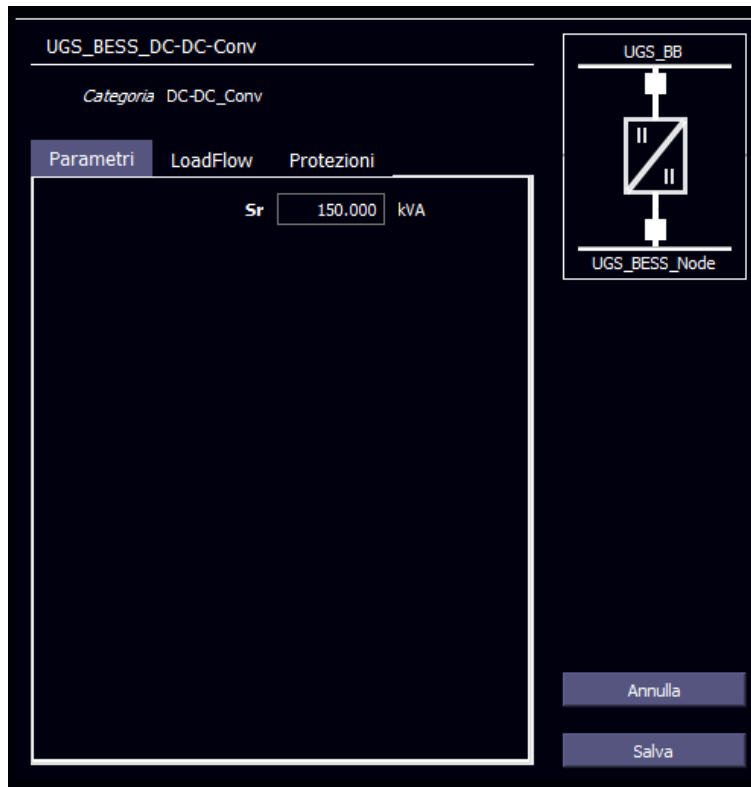 UGS_BESS_DC-DC-Conv
Categoria DC-DC_Conv
Parametri LoadFlow Protezioni
Sr 150.000 kVA
UGS_BB
UGS_BESS_Node
Annulla
Salva